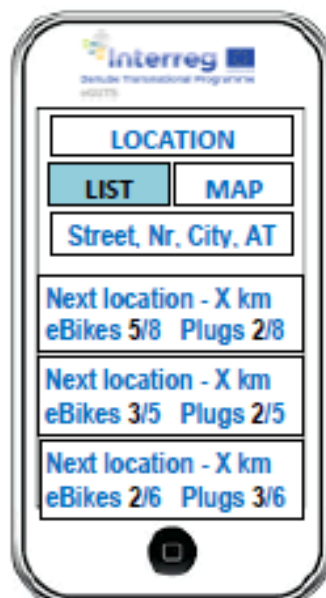 Interreg
Danube Transnational Programme
eGUTS
LOCATION
LIST MAP
Street, Nr, City, AT
Next location - X km
eBikes 5/8 Plugs 2/8
Next location - X km
eBikes 3/5 Plugs 2/5
Next location - X km
eBikes 2/6 Plugs 3/6